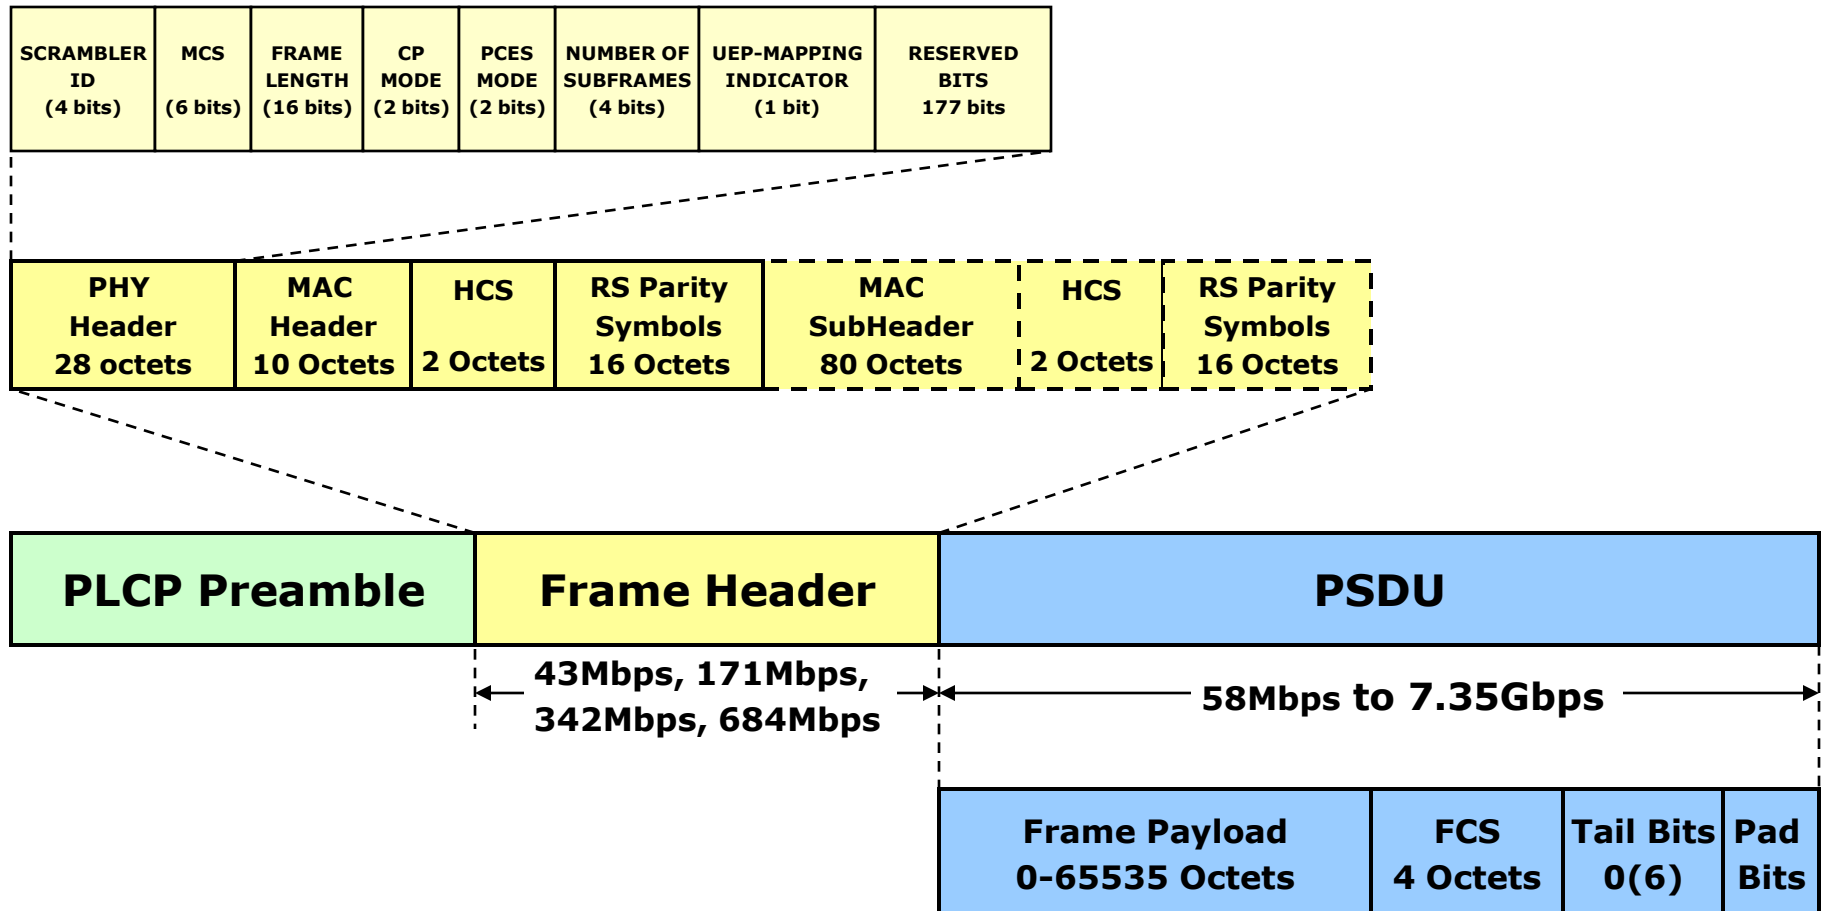 SCRAMBLER
ID
(4 bits)
MCS
(6 bits)
FRAME
LENGTH
(16 bits)
CP
MODE
(2 bits)
PCES
MODE
(2 bits)
NUMBER OF
SUBFRAMES
(4 bits)
UEP-MAPPING
INDICATOR
(1 bit)
RESERVED
BITS
177 bits
PHY
Header
28 octets
MAC
Header
10 Octets
HCS
2 Octets
RS Parity
Symbols
16 Octets
MAC
SubHeader
80 Octets
HCS
2 Octets
RS Parity
Symbols
16 Octets
PLCP Preamble
Frame Header
PSDU
43Mbps, 171Mbps,
342Mbps, 684Mbps
58Mbps to 7.35Gbps
Frame Payload
0-65535 Octets
FCS
4 Octets
Tail Bits
0(6)
Pad
Bits